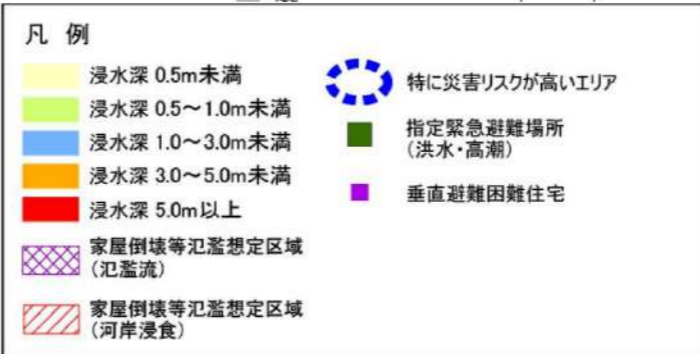 凡 例
浸水深 0.5m未満
浸水深 0.5～1.0m未満
浸水深 1.0～3.0m未満
浸水深 3.0～5.0m未満
浸水深 5.0m以上
家屋倒壊等氾濫想定区域
(氾濫流)
家屋倒壊等氾濫想定区域
(河岸浸食)
特に災害リスクが高いエリア
指定緊急避難場所
(洪水・高潮)
垂直避難困難住宅